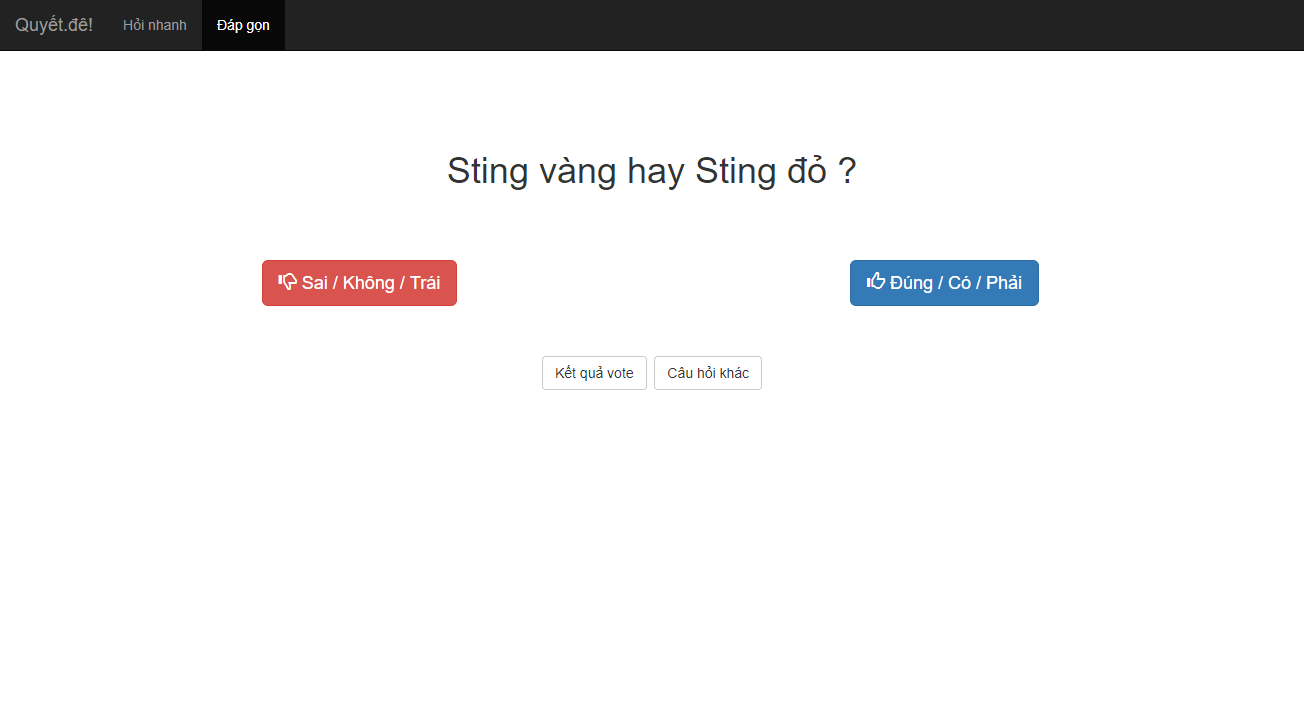 Quyết.đê! Hỏi nhanh Đáp gọn
Sting vàng hay Sting đỏ ?
Sai / Không / Trái Đúng / Có / Phải
Kết quả vote Câu hỏi khác